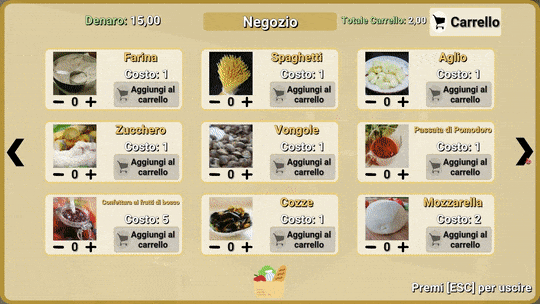 Denaro: 15,00
Negozio
Totale Carrello: 2,00
Carrello
Farina
Costo: 1
Aggiungi al
carrello
− 0 +
Spaghetti
Costo: 1
Aggiungi al
carrello
− 0 +
Aglio
Costo: 1
Aggiungi al
carrello
− 0 +
Zucchero
Costo: 1
Aggiungi al
carrello
− 0 +
Vongole
Costo: 1
Aggiungi al
carrello
− 0 +
Passata di Pomodoro
Costo: 1
Aggiungi al
carrello
− 0 +
Confettura ai frutti di bosco
Costo: 5
Aggiungi al
carrello
− 0 +
Cozze
Costo: 1
Aggiungi al
carrello
− 0 +
Mozzarella
Costo: 2
Aggiungi al
carrello
− 0 +
Premi [ESC] per uscire